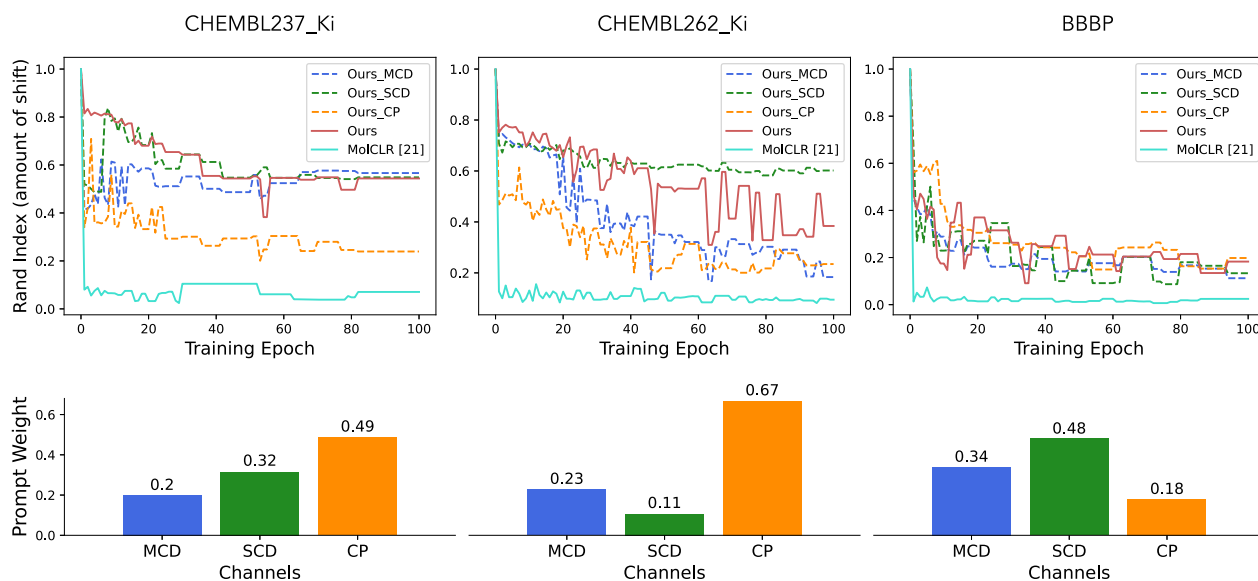 CHEMBL237_Ki
CHEMBL262_Ki
BBBP
Rand Index (amount of shift)
1.0
0.8
0.6
0.4
0.2
0.0
Ours_MCD
Ours_SCD
Ours_CP
Ours
MolCLR [21]
0
20
40
60
80
100
Training Epoch
1.0
0.8
0.6
0.4
0.2
Ours_MCD
Ours_SCD
Ours_CP
Ours
MolCLR [21]
0
20
40
60
80
100
Training Epoch
1.0
0.8
0.6
0.4
0.2
0.0
Ours_MCD
Ours_SCD
Ours_CP
Ours
MolCLR [21]
0
20
40
60
80
100
Training Epoch
Prompt Weight
0.6
0.4
0.2
0.0
0.2
0.32
0.49
MCD
SCD
CP
Channels
0.23
0.11
0.67
MCD
SCD
CP
Channels
0.34
0.48
0.18
MCD
SCD
CP
Channels